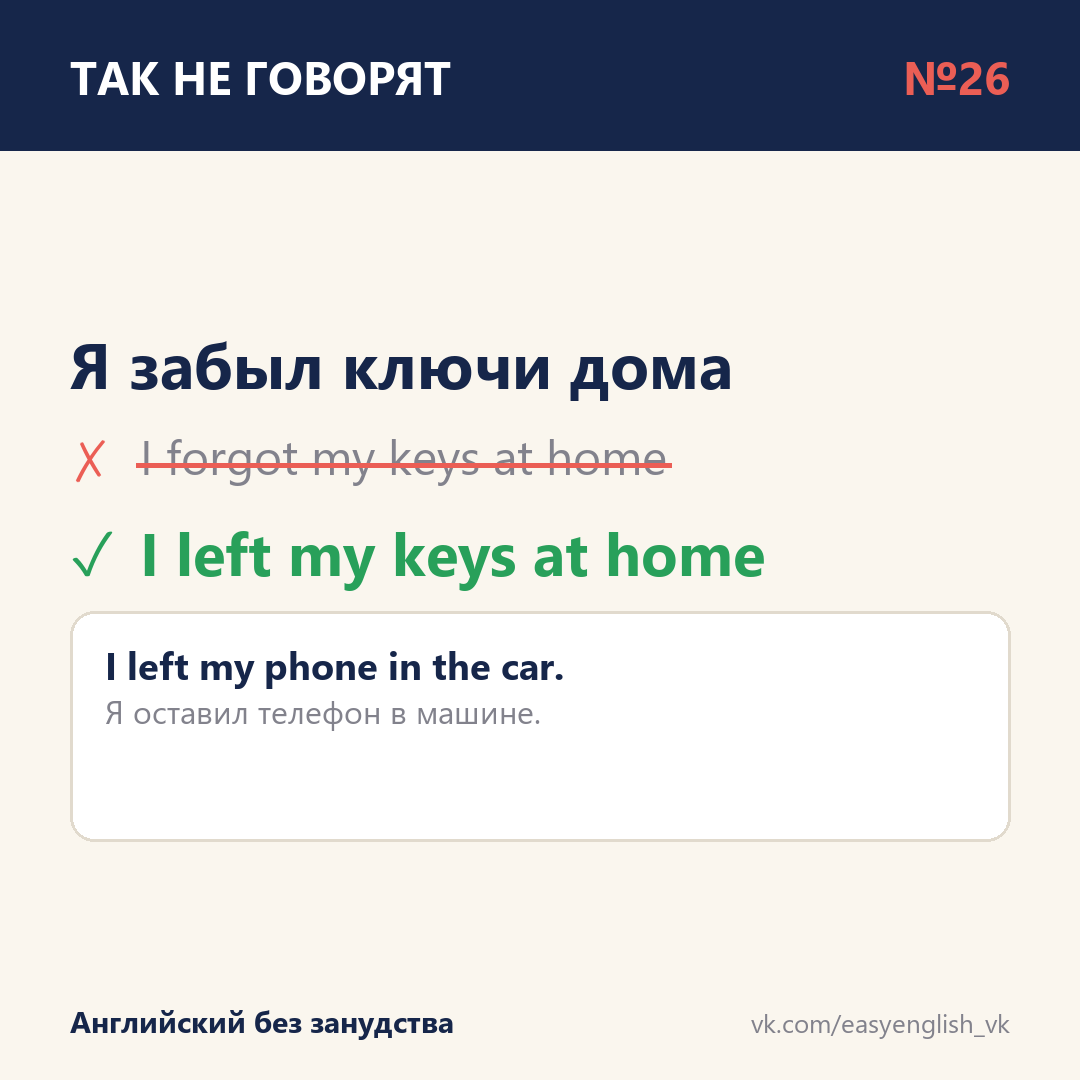 ТАК НЕ ГОВОРЯТ №26
Я забыл ключи дома
✗ I forgot my keys at home
✓ I left my keys at home
I left my phone in the car.
Я оставил телефон в машине.
Английский без занудства vk.com/easyenglish_vk